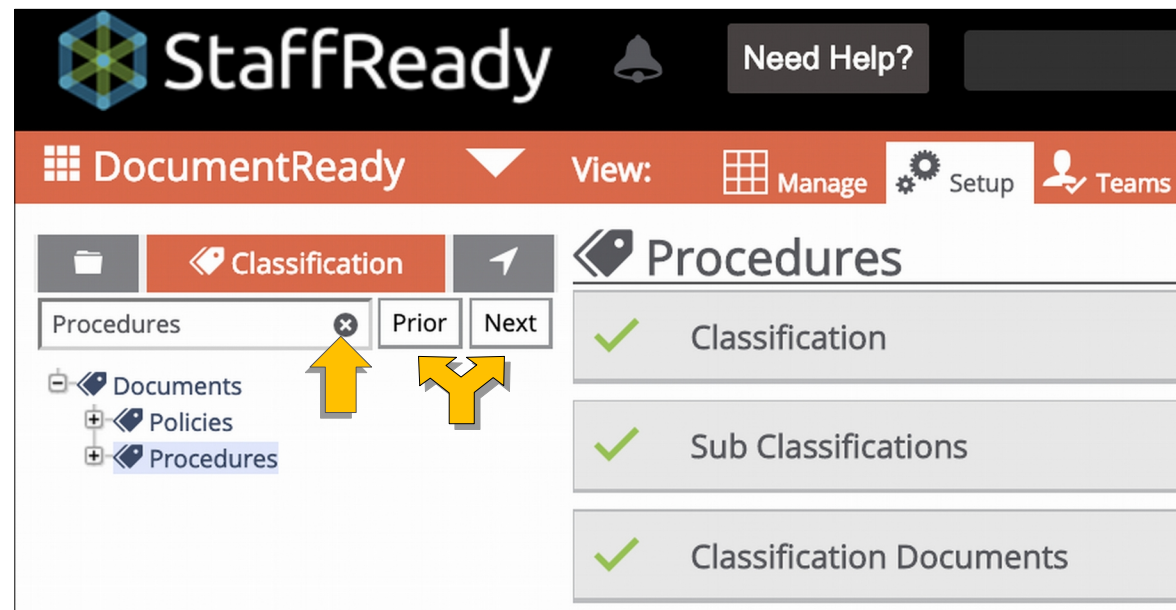 StaffReady
Need Help?
DocumentReady
View:
Manage
Setup
Teams
Classification
Procedures
Prior
Next
Documents
Policies
Procedures
Procedures
Classification
Sub Classifications
Classification Documents